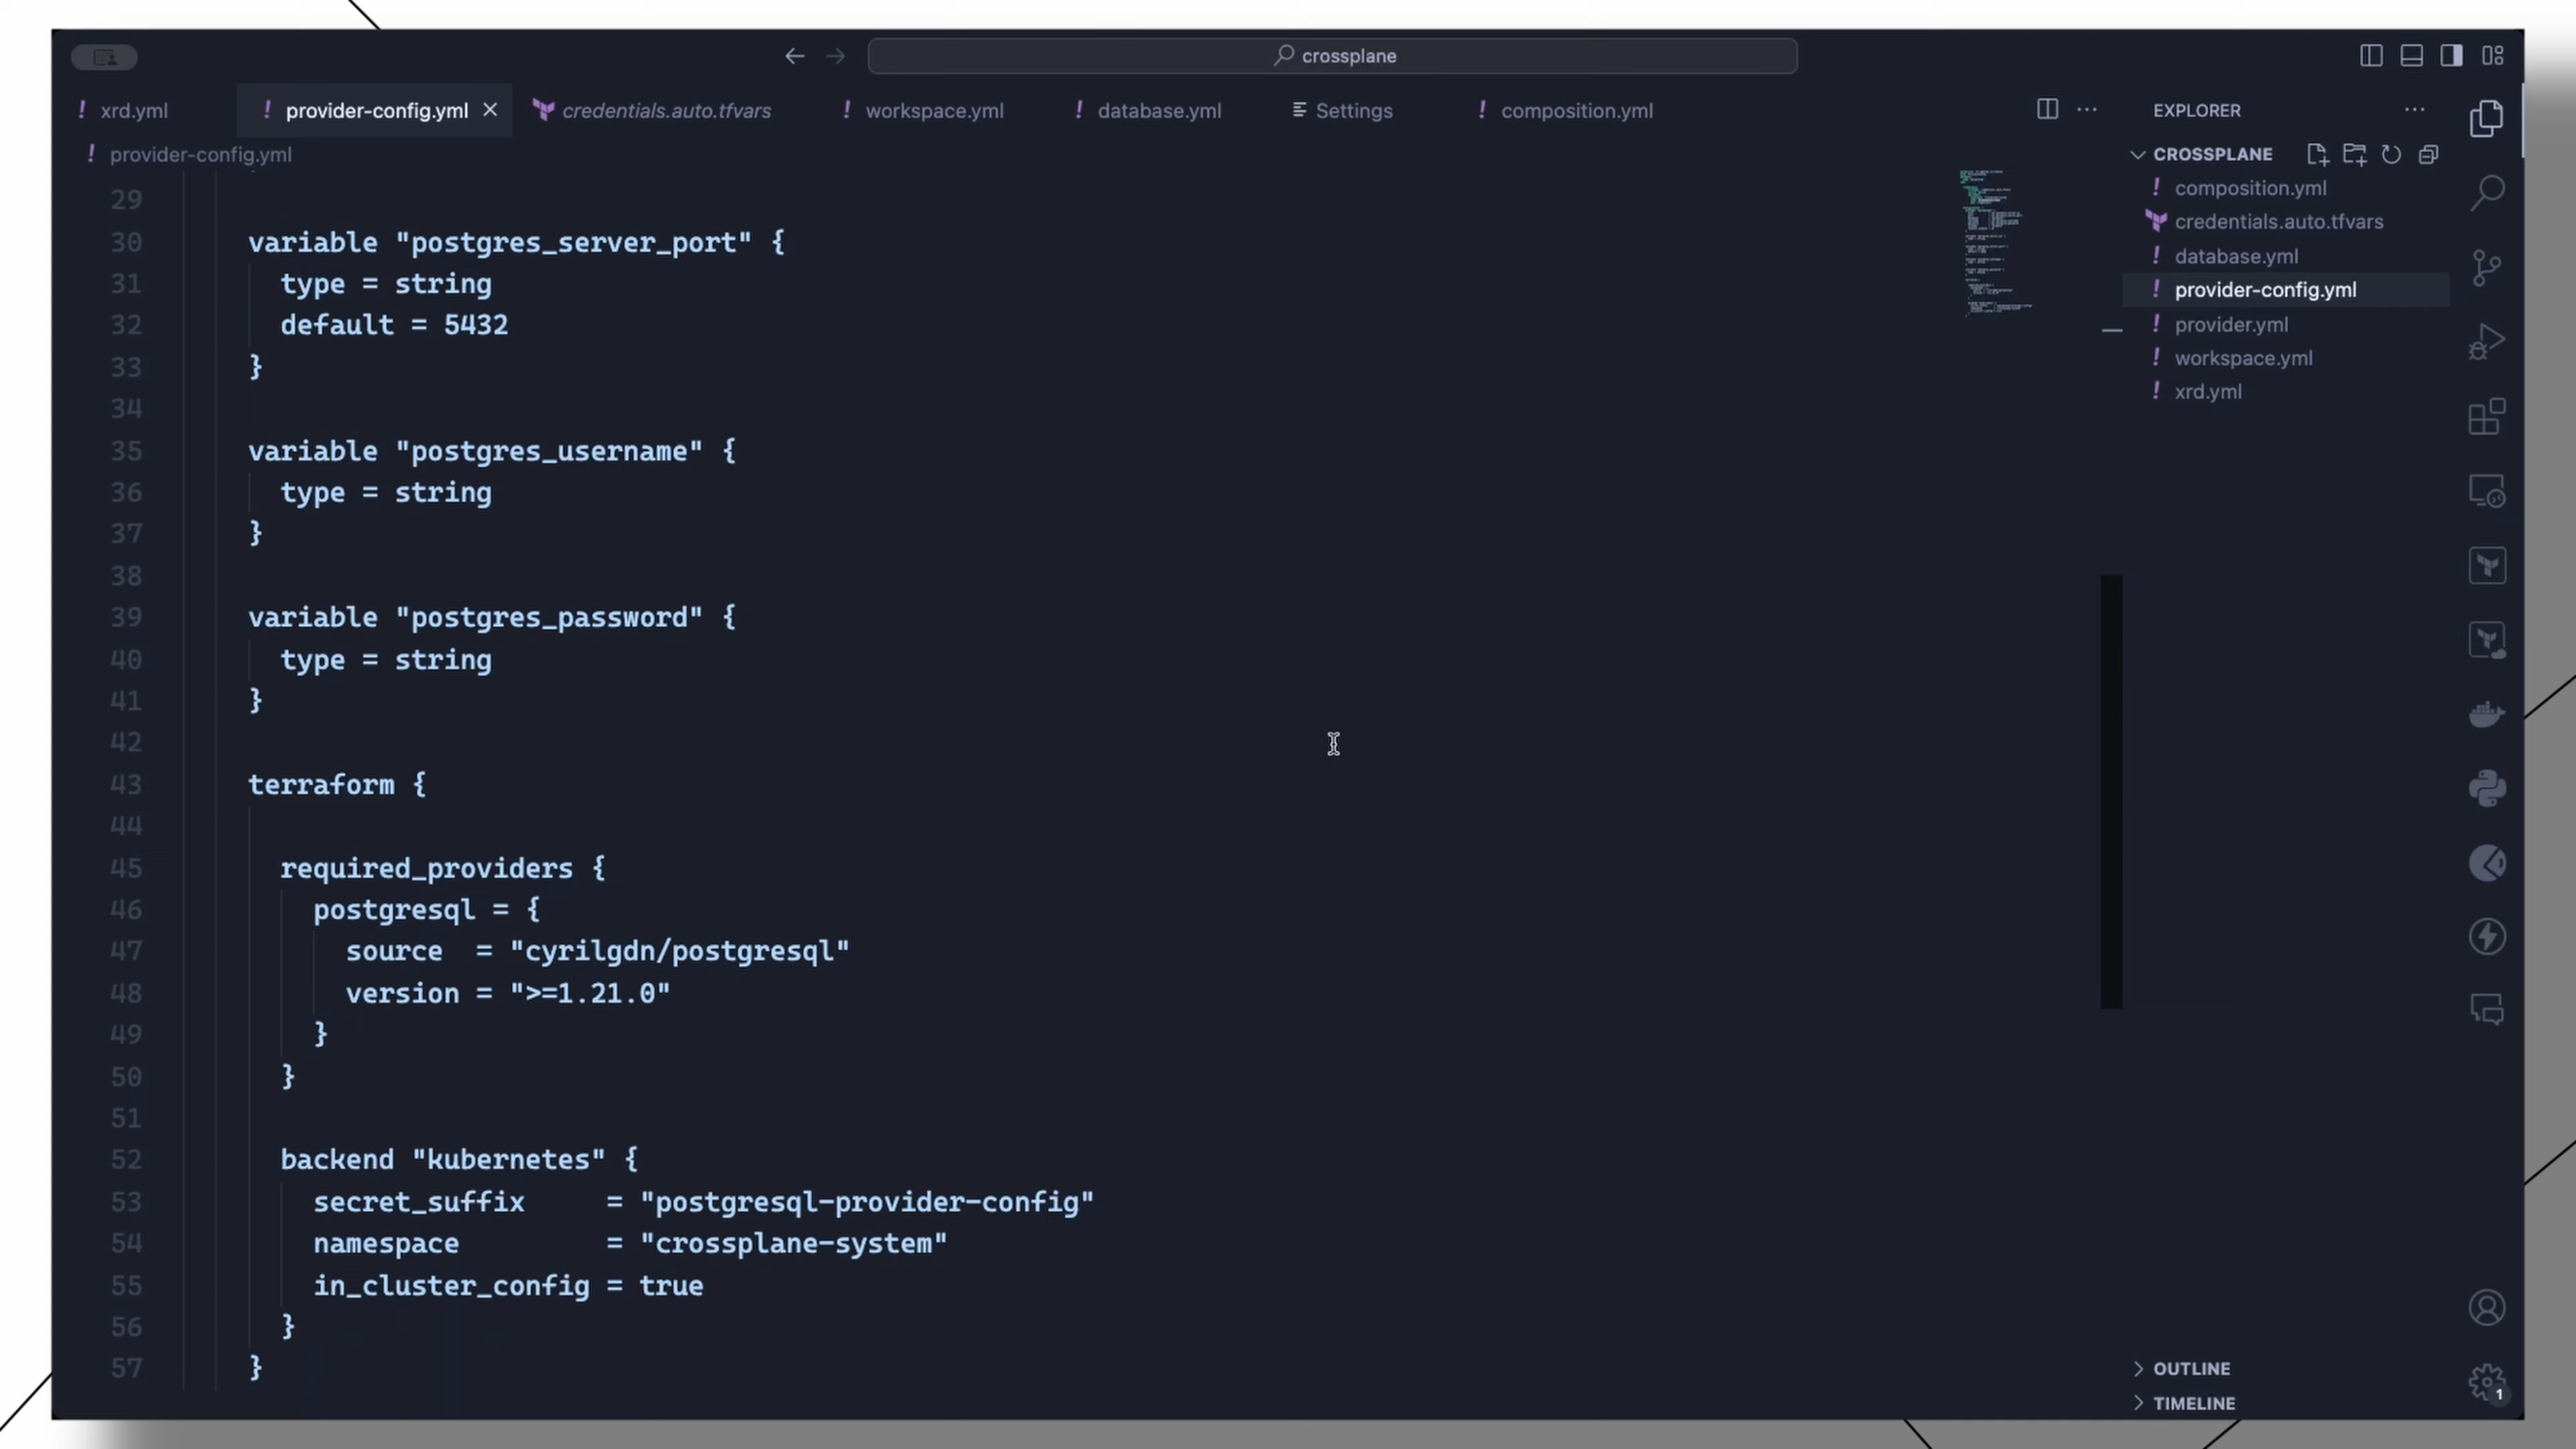 crossplane
xrd.yml
provider-config.yml
credentials.auto.tfvars
workspace.yml
database.yml
Settings
composition.yml
provider-config.yml
29
30 variable "postgres_server_port" {
31 type = string
32 default = 5432
33 }
34
35 variable "postgres_username" {
36 type = string
37 }
38
39 variable "postgres_password" {
40 type = string
41 }
42
43 terraform {
44
45 required_providers {
46 postgresql = {
47 source  = "cyrilgdn/postgresql"
48 version = ">=1.21.0"
49 }
50 }
51
52 backend "kubernetes" {
53 secret_suffix     = "postgresql-provider-config"
54 namespace         = "crossplane-system"
55 in_cluster_config = true
56 }
57 }
EXPLORER
CROSSPLANE
composition.yml
credentials.auto.tfvars
database.yml
provider-config.yml
provider.yml
workspace.yml
xrd.yml
OUTLINE
TIMELINE
1